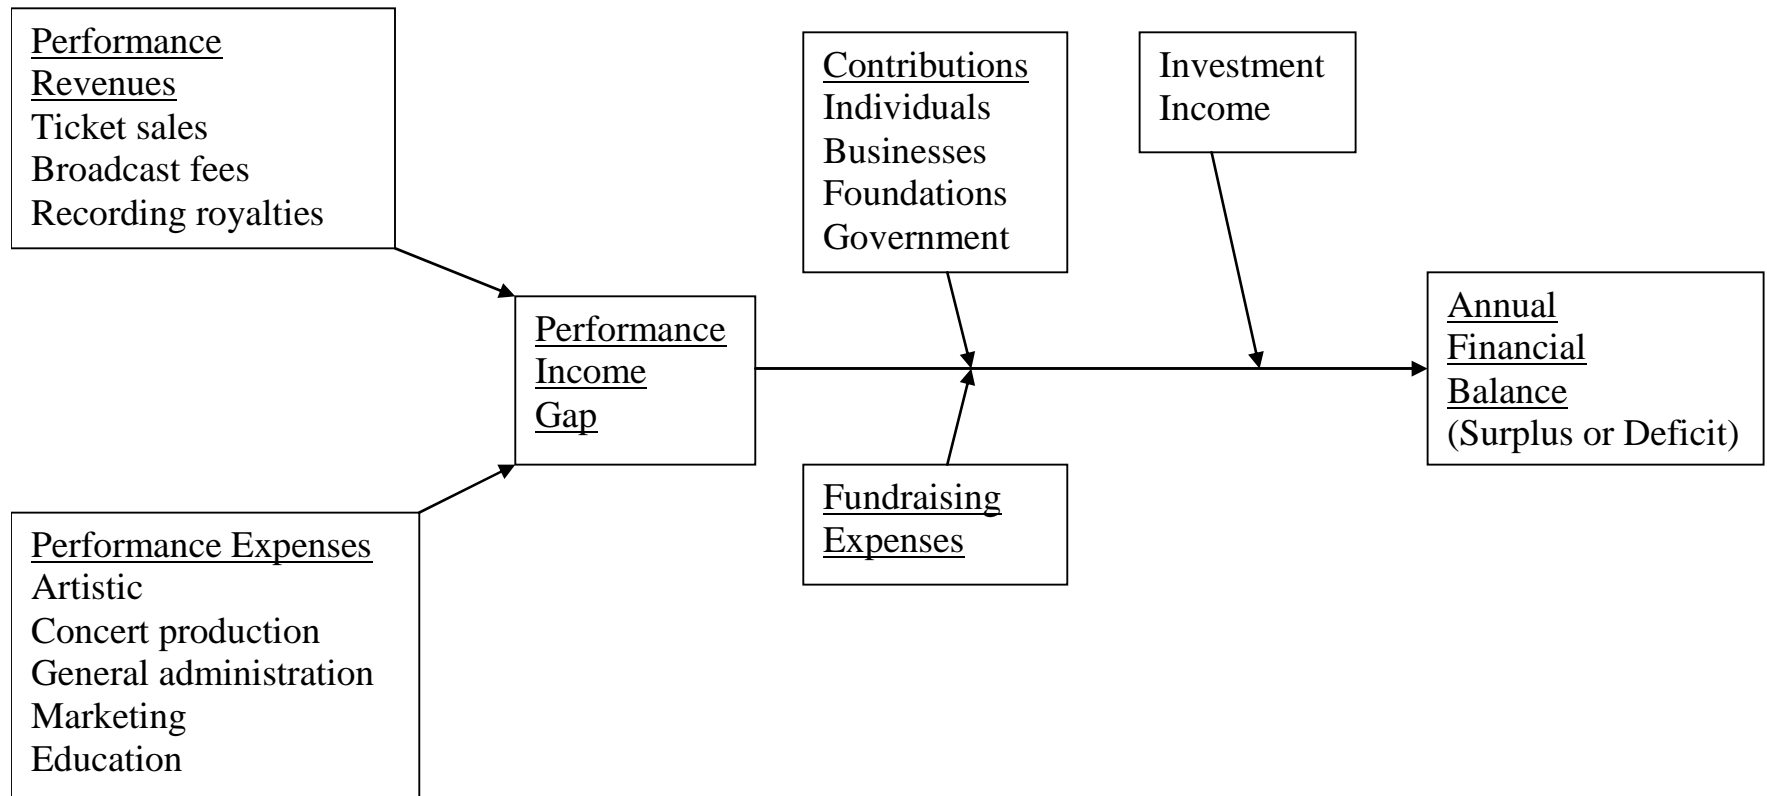 Performance
Revenues
Ticket sales
Broadcast fees
Recording royalties
Contributions
Individuals
Businesses
Foundations
Government
Investment
Income
Performance
Income
Gap
Annual
Financial
Balance
(Surplus or Deficit)
Fundraising
Expenses
Performance Expenses
Artistic
Concert production
General administration
Marketing
Education